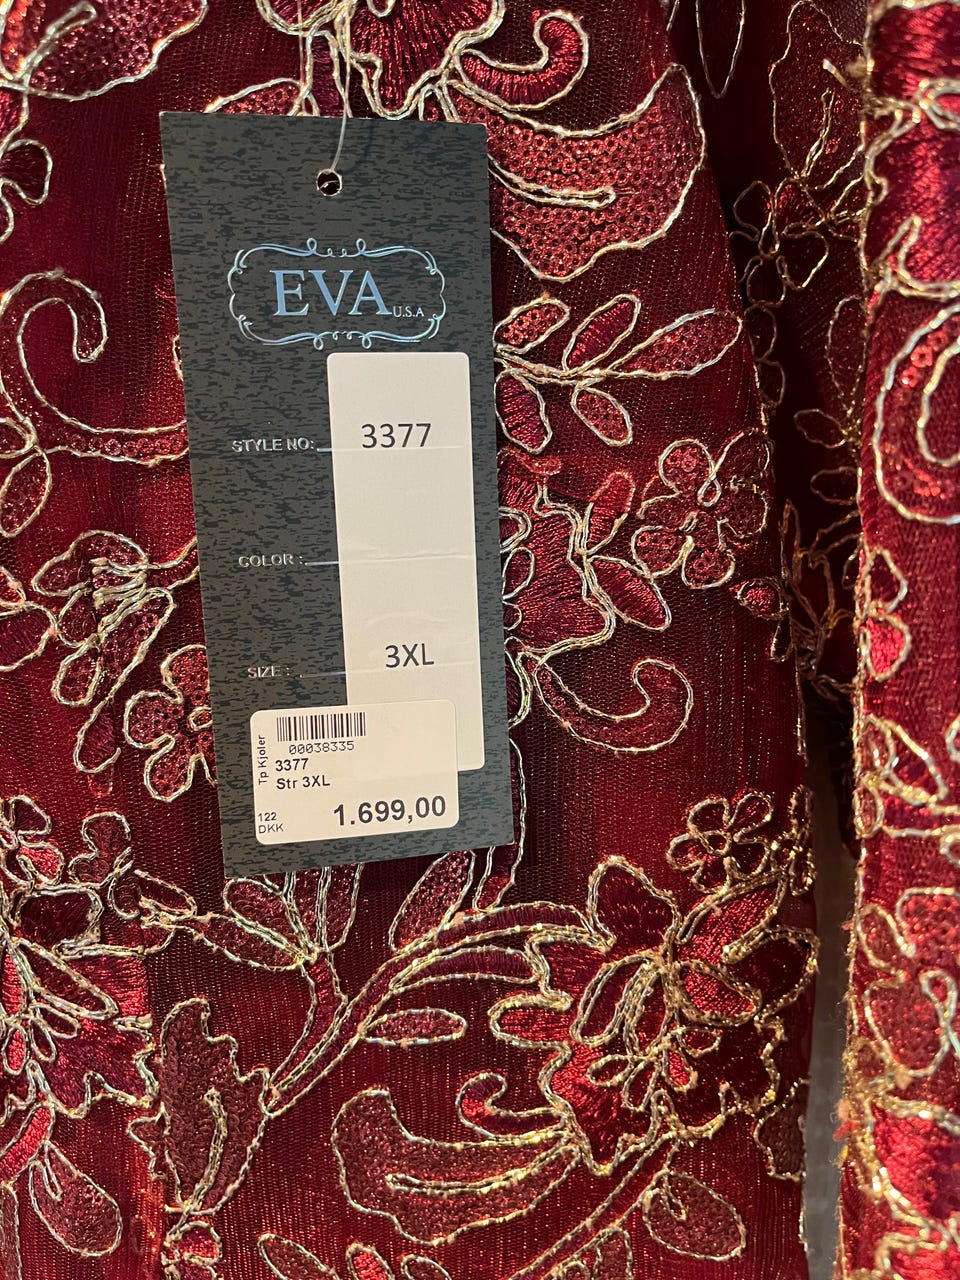 EVA U.S.A
STYLE NO: 3377
COLOR :
SIZE : 3XL
Tp Kjoler
00038335
3377
Str 3XL
122
DKK
1.699,00